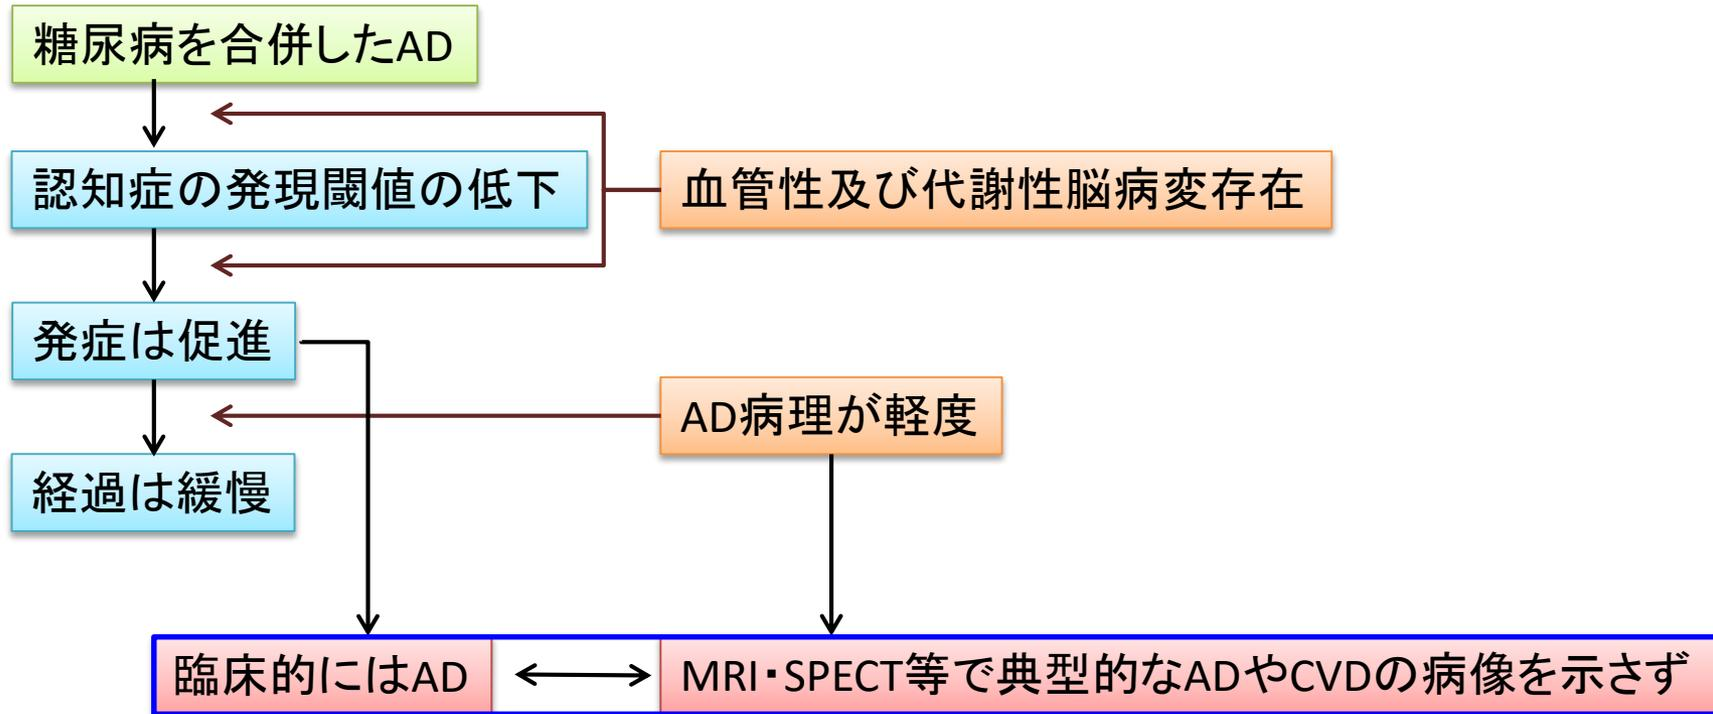 糖尿病を合併したAD
認知症の発現閾値の低下
血管性及び代謝性脳病変存在
発症は促進
AD病理が軽度
経過は緩慢
臨床的にはAD
MRI・SPECT等で典型的なADやCVDの病像を示さず